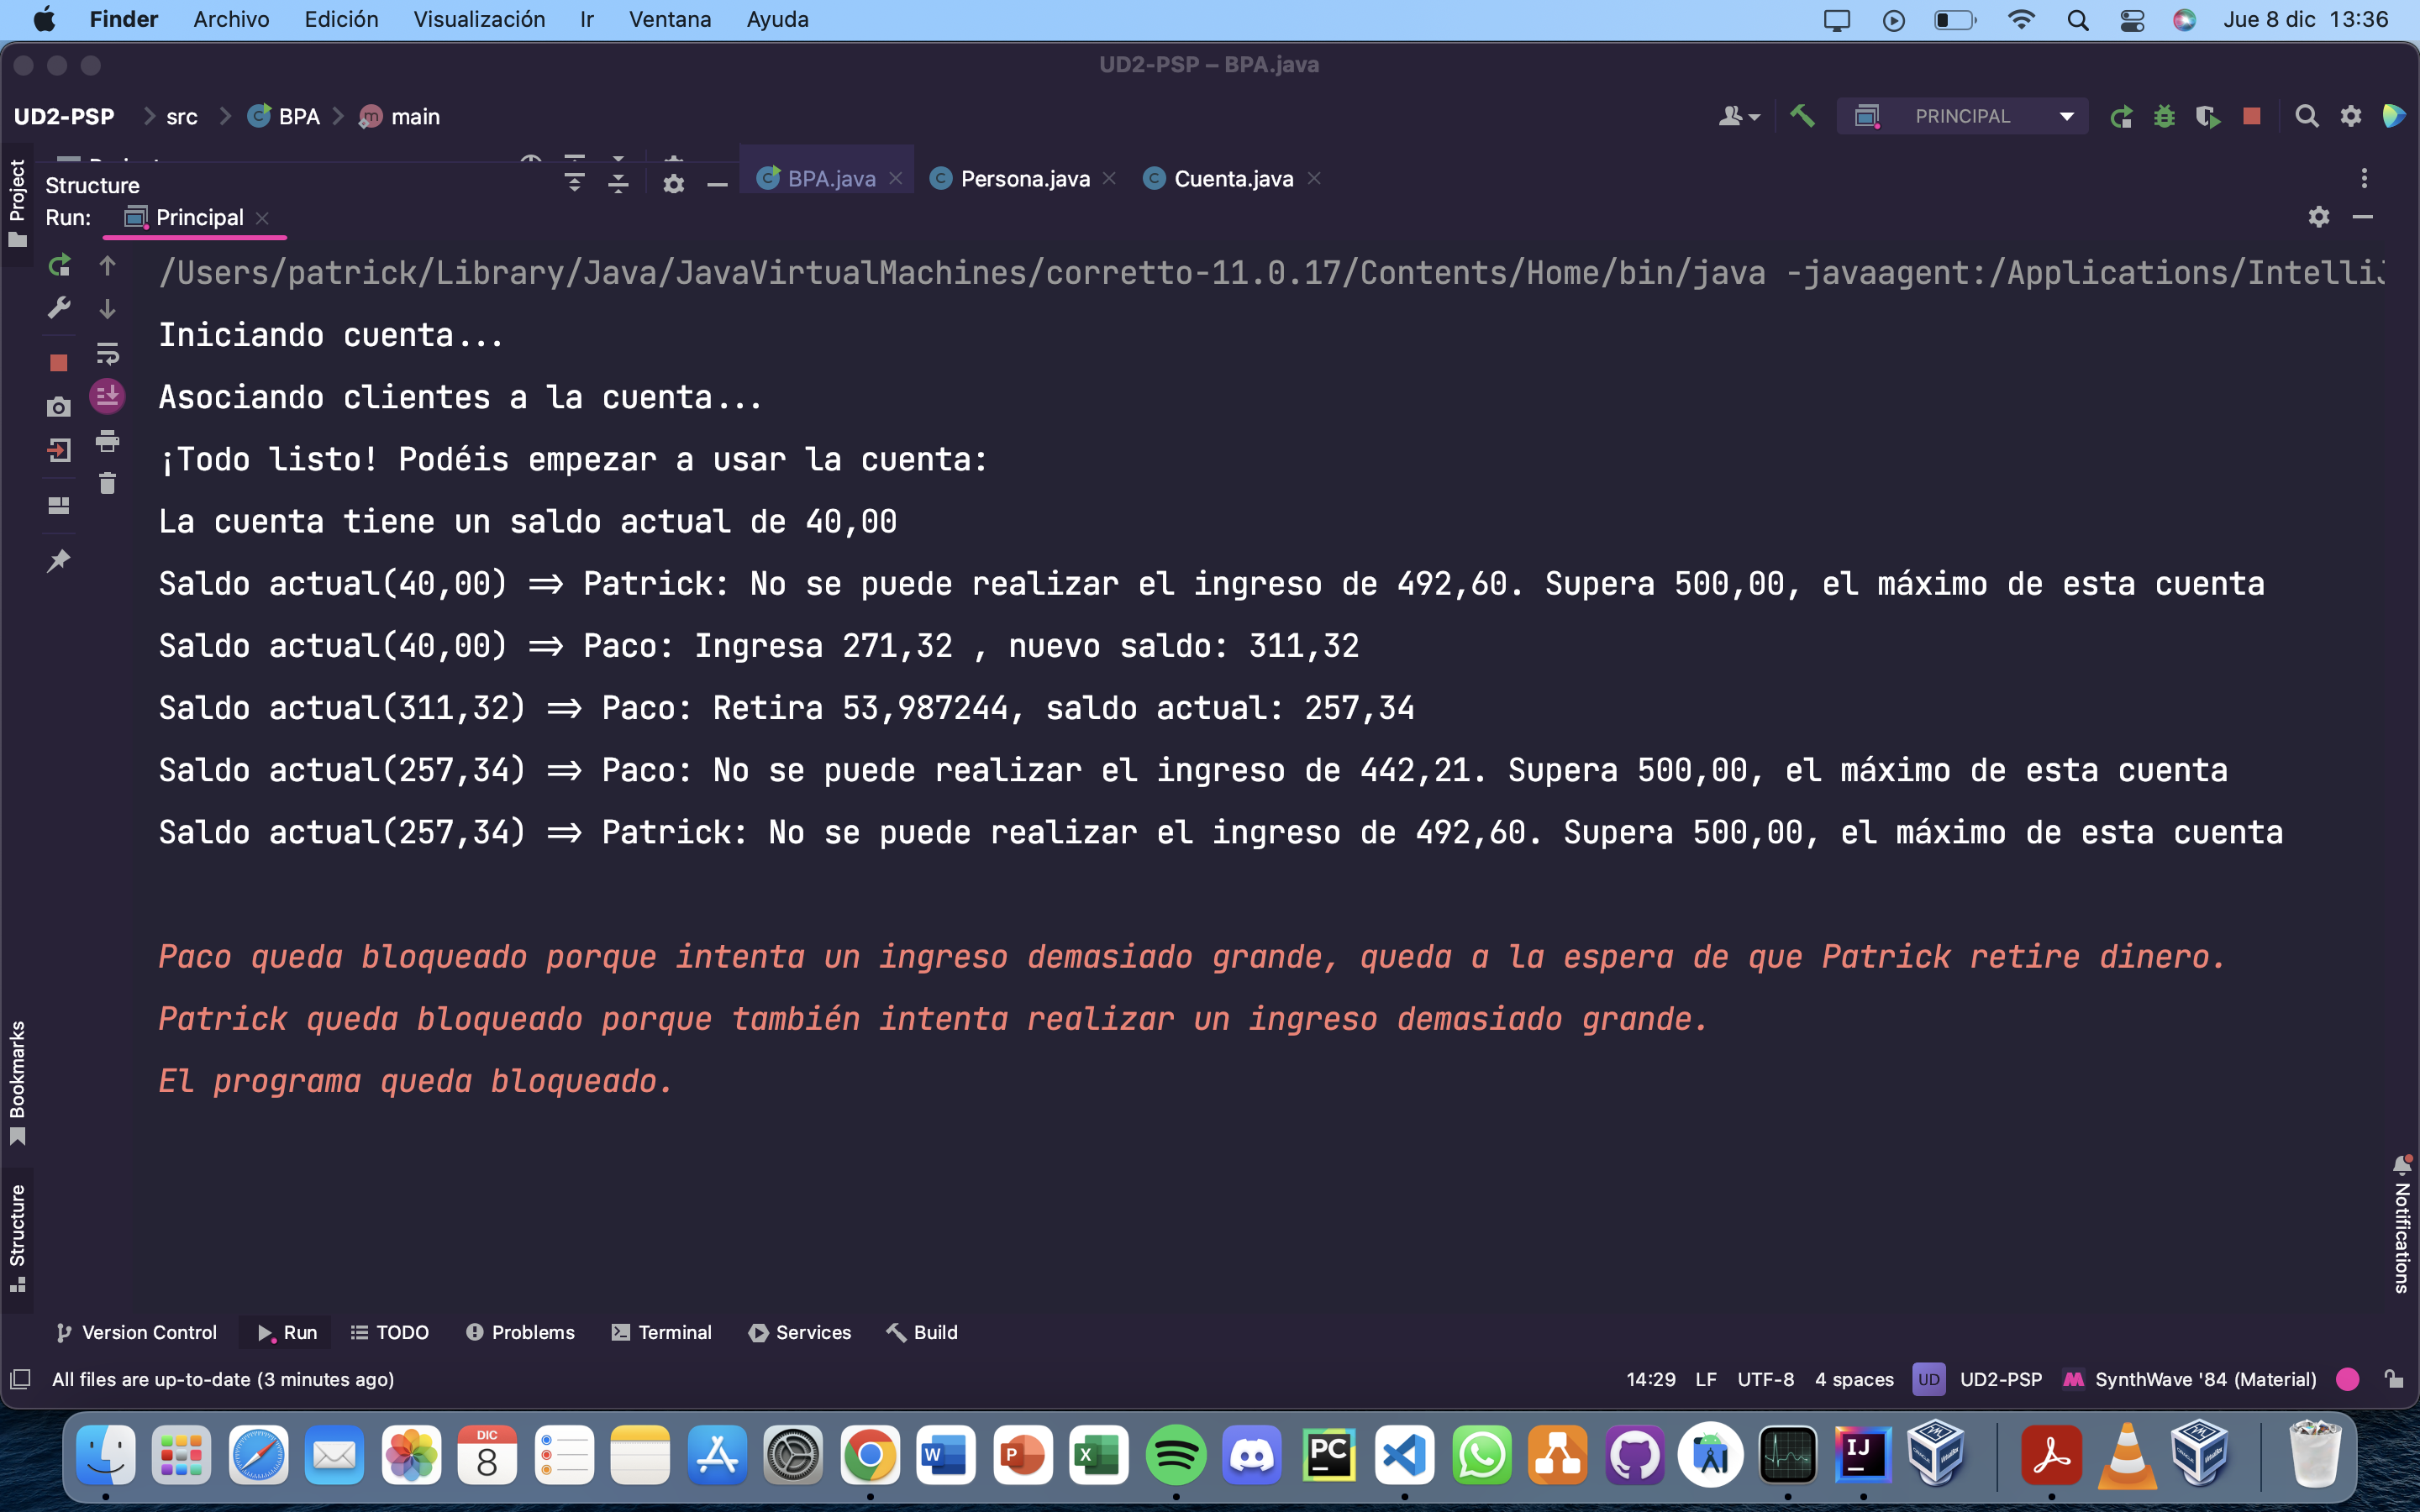 Finder Archivo Edición Visualización Ir Ventana Ayuda Jue 8 dic 13:36
UD2-PSP – BPA.java
UD2-PSP src BPA main PRINCIPAL
Project
Structure BPA.java Persona.java Cuenta.java
Run: Principal
/Users/patrick/Library/Java/JavaVirtualMachines/corretto-11.0.17/Contents/Home/bin/java -javaagent:/Applications/IntelliJ
Iniciando cuenta...
Asociando clientes a la cuenta...
¡Todo listo! Podéis empezar a usar la cuenta:
La cuenta tiene un saldo actual de 40,00
Saldo actual(40,00) => Patrick: No se puede realizar el ingreso de 492,60. Supera 500,00, el máximo de esta cuenta
Saldo actual(40,00) => Paco: Ingresa 271,32 , nuevo saldo: 311,32
Saldo actual(311,32) => Paco: Retira 53,987244, saldo actual: 257,34
Saldo actual(257,34) => Paco: No se puede realizar el ingreso de 442,21. Supera 500,00, el máximo de esta cuenta
Saldo actual(257,34) => Patrick: No se puede realizar el ingreso de 492,60. Supera 500,00, el máximo de esta cuenta
Paco queda bloqueado porque intenta un ingreso demasiado grande, queda a la espera de que Patrick retire dinero.
Patrick queda bloqueado porque también intenta realizar un ingreso demasiado grande.
El programa queda bloqueado.
Bookmarks
Structure
Notifications
Version Control Run TODO Problems Terminal Services Build
All files are up-to-date (3 minutes ago) 14:29 LF UTF-8 4 spaces UD UD2-PSP SynthWave '84 (Material)
DIC
8
W P X PC IJ